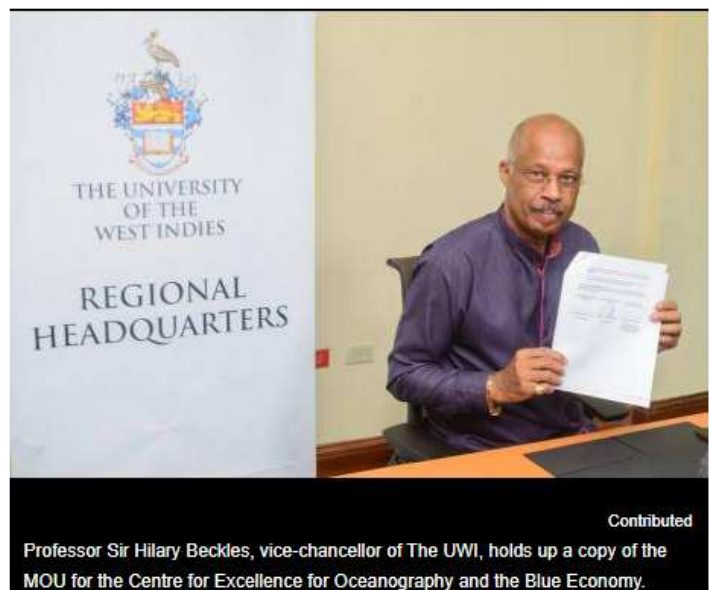 THE UNIVERSITY
OF THE
WEST INDIES
REGIONAL
HEADQUARTERS
Contributed
Professor Sir Hilary Beckles, vice-chancellor of The UWI, holds up a copy of the
MOU for the Centre for Excellence for Oceanography and the Blue Economy.